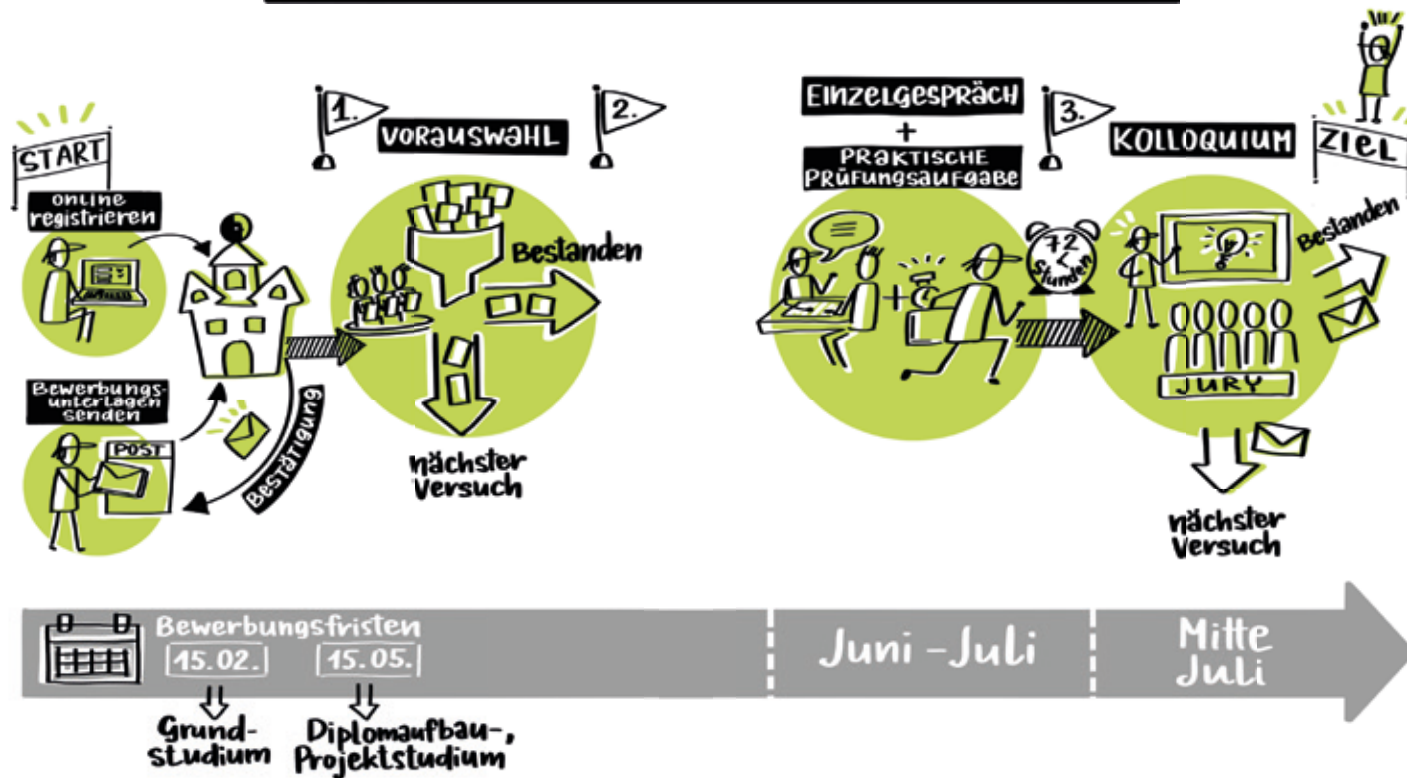 START
online
registrieren
Bewerbungs-
unterlagen
senden
POST
BESTÄTIGUNG
1.
VORAUSWAHL
2.
Bestanden
nächster
Versuch
EINZELGESPRÄCH
+
PRAKTISCHE
PRÜFUNGSAUFGABE
+
72
Stunden
3.
KOLLOQUIUM
JURY
Bestanden
nächster
Versuch
ZIEL
Bewerbungsfristen
15.02.
15.05.
Grund-
studium
Diplomaufbau-,
Projektstudium
Juni - Juli
Mitte
Juli